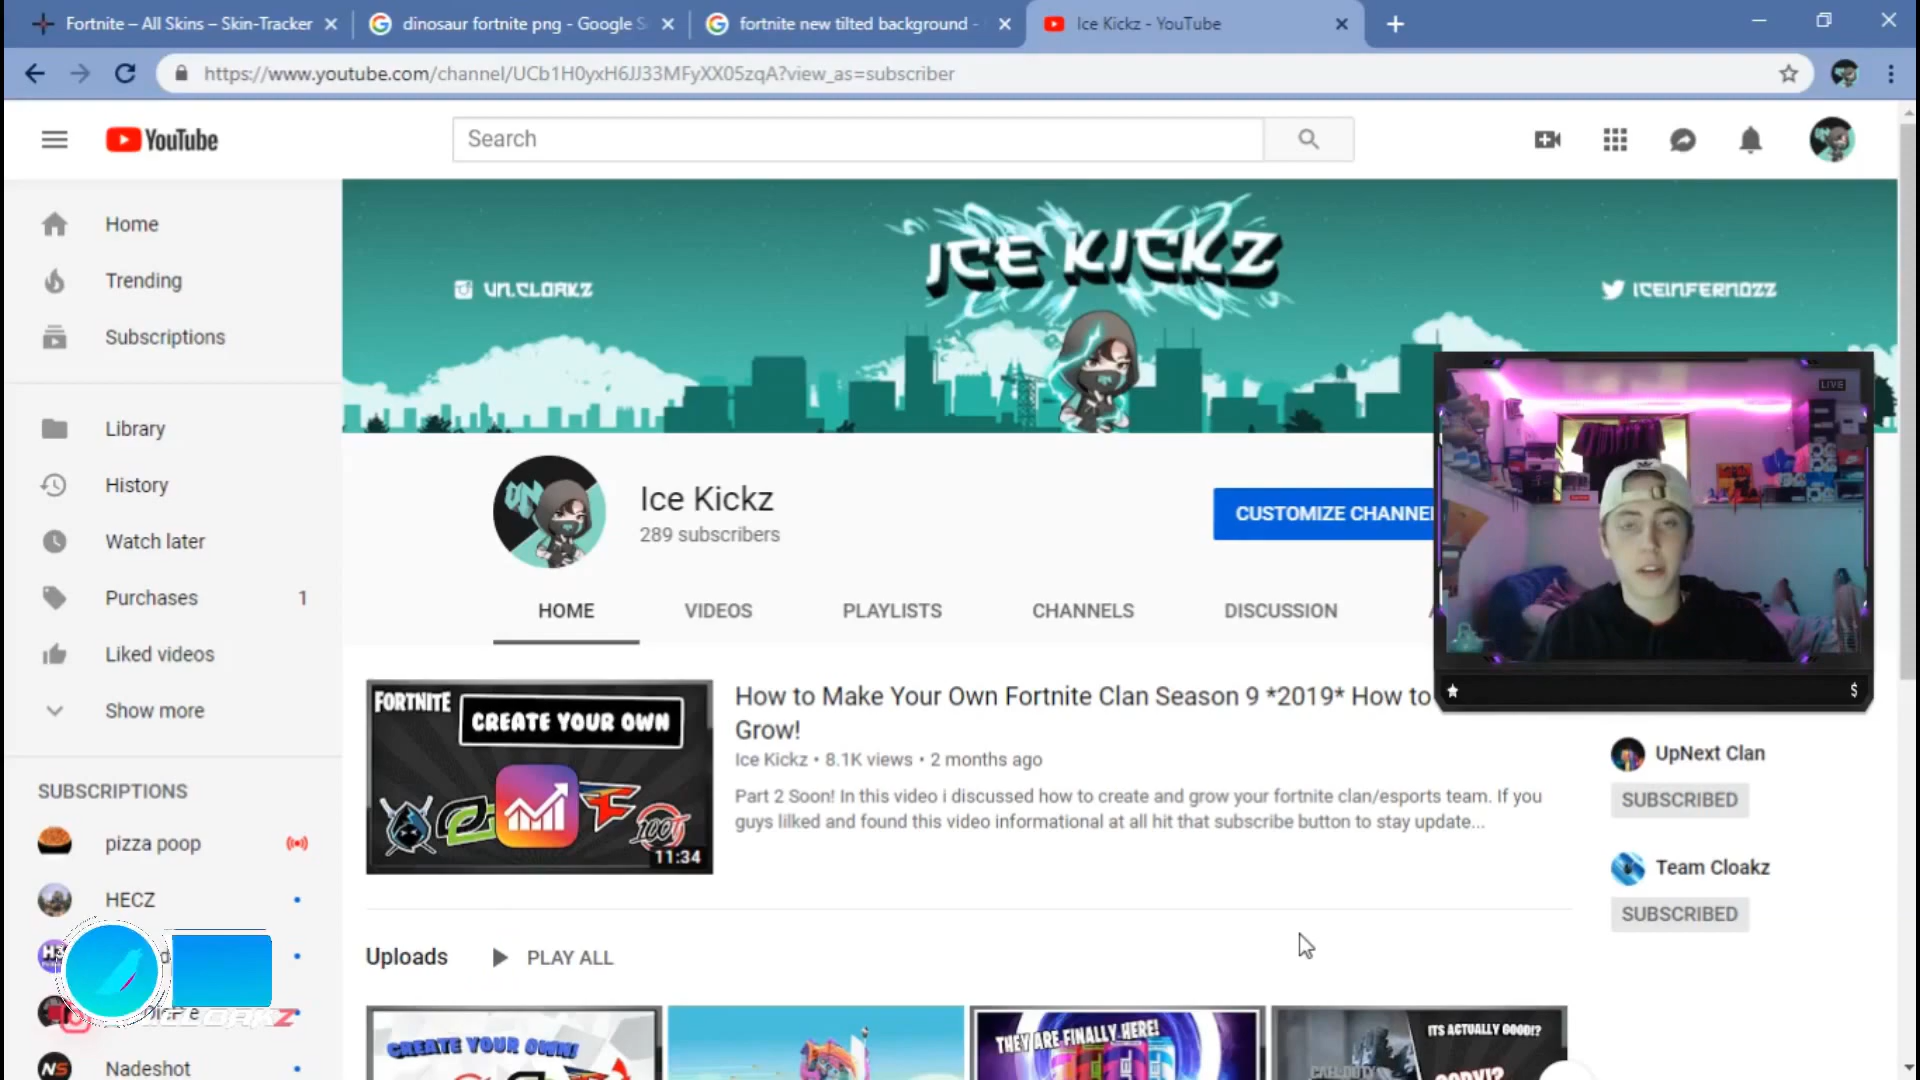 Fortnite – All Skins – Skin-Tracker
dinosaur fortnite png - Google S
fortnite new tilted background -
Ice Kickz - YouTube
https://www.youtube.com/channel/UCb1H0yxH6JJ33MFyXX05zqA?view_as=subscriber
YouTube
Search
Home
Trending
Subscriptions
Library
History
Watch later
Purchases 1
Liked videos
Show more
SUBSCRIPTIONS
pizza poop
HECZ
Nadeshot
ICE KICKZ
VN.CLOAKZ
ICEINFERNOZZ
LIVE
Ice Kickz
289 subscribers
CUSTOMIZE CHANNEL
HOME VIDEOS PLAYLISTS CHANNELS DISCUSSION
FORTNITE
CREATE YOUR OWN
11:34
How to Make Your Own Fortnite Clan Season 9 *2019* How to
Grow!
Ice Kickz • 8.1K views • 2 months ago
Part 2 Soon! In this video i discussed how to create and grow your fortnite clan/esports team. If you
guys lilked and found this video informational at all hit that subscribe button to stay update...
UpNext Clan
SUBSCRIBED
Team Cloakz
SUBSCRIBED
Uploads PLAY ALL
CREATE YOUR OWN!
THEY ARE FINALLY HERE!
ITS ACTUALLY GOOD!?
CALL OF DUTY